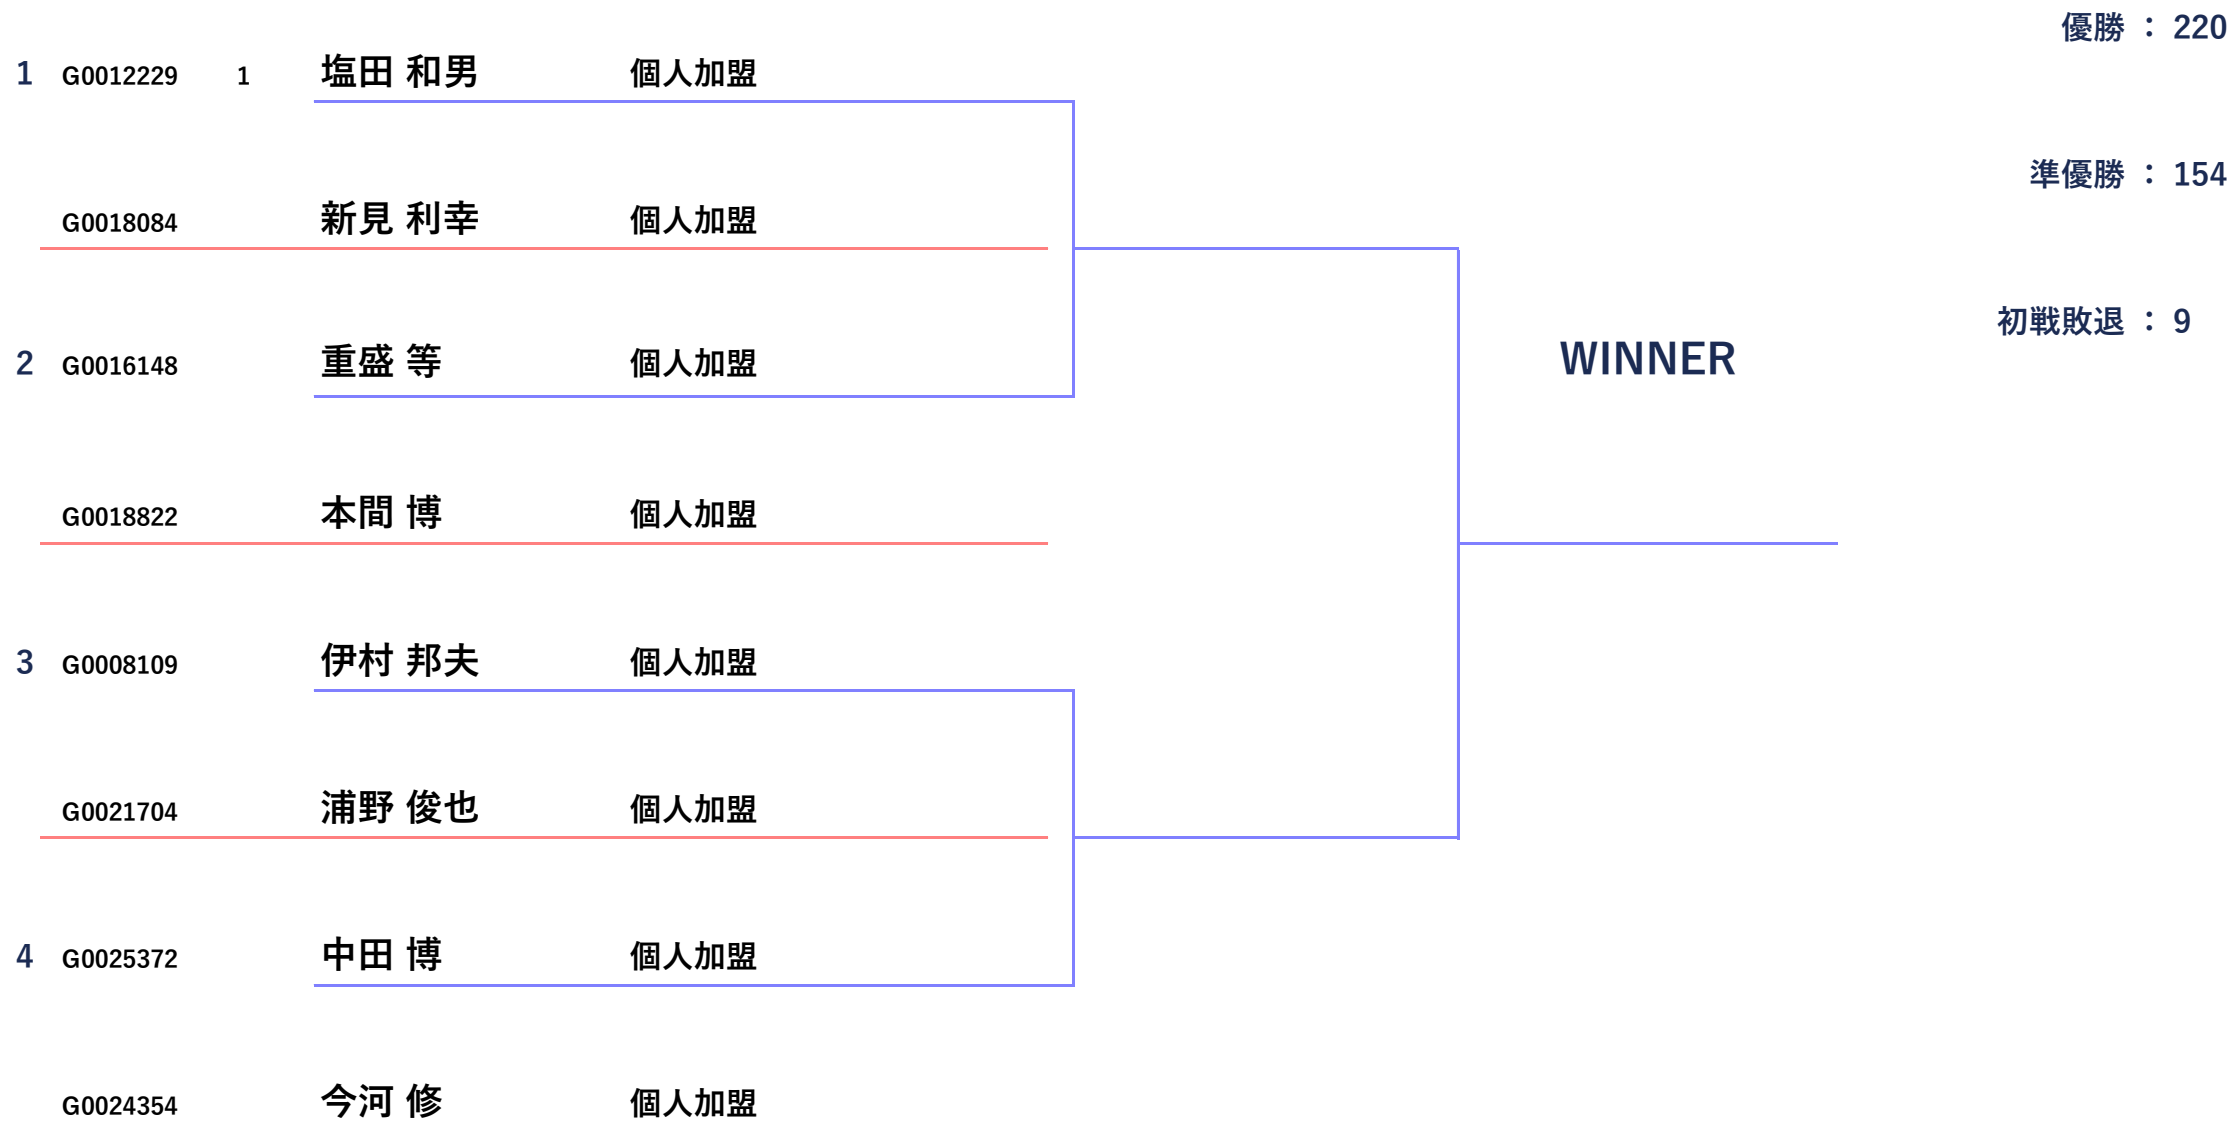 優勝 ： 220
1 G0012229 1 塩田 和男 個人加盟
準優勝 ： 154
G0018084 新見 利幸 個人加盟
初戦敗退 ： 9
WINNER
2 G0016148 重盛 等 個人加盟
G0018822 本間 博 個人加盟
3 G0008109 伊村 邦夫 個人加盟
G0021704 浦野 俊也 個人加盟
4 G0025372 中田 博 個人加盟
G0024354 今河 修 個人加盟